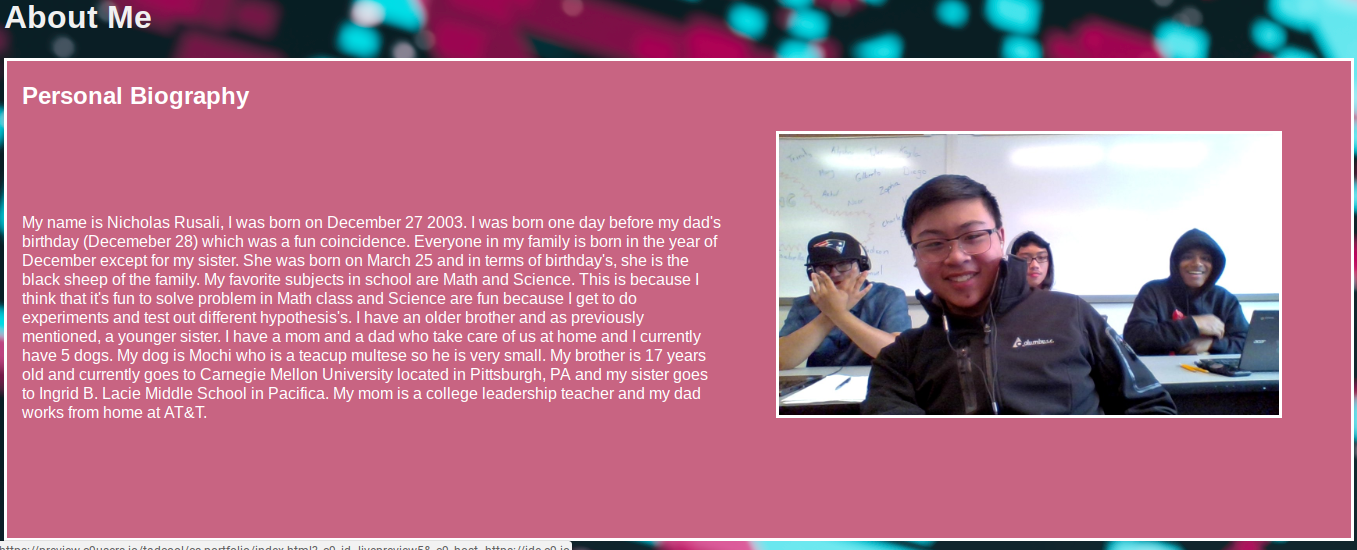 About Me
Personal Biography
My name is Nicholas Rusali, I was born on December 27 2003. I was born one day before my dad's
birthday (Decemeber 28) which was a fun coincidence. Everyone in my family is born in the year of
December except for my sister. She was born on March 25 and in terms of birthday's, she is the
black sheep of the family. My favorite subjects in school are Math and Science. This is because I
think that it's fun to solve problem in Math class and Science are fun because I get to do
experiments and test out different hypothesis's. I have an older brother and as previously
mentioned, a younger sister. I have a mom and a dad who take care of us at home and I currently
have 5 dogs. My dog is Mochi who is a teacup multese so he is very small. My brother is 17 years
old and currently goes to Carnegie Mellon University located in Pittsburgh, PA and my sister goes
to Ingrid B. Lacie Middle School in Pacifica. My mom is a college leadership teacher and my dad
works from home at AT&T.